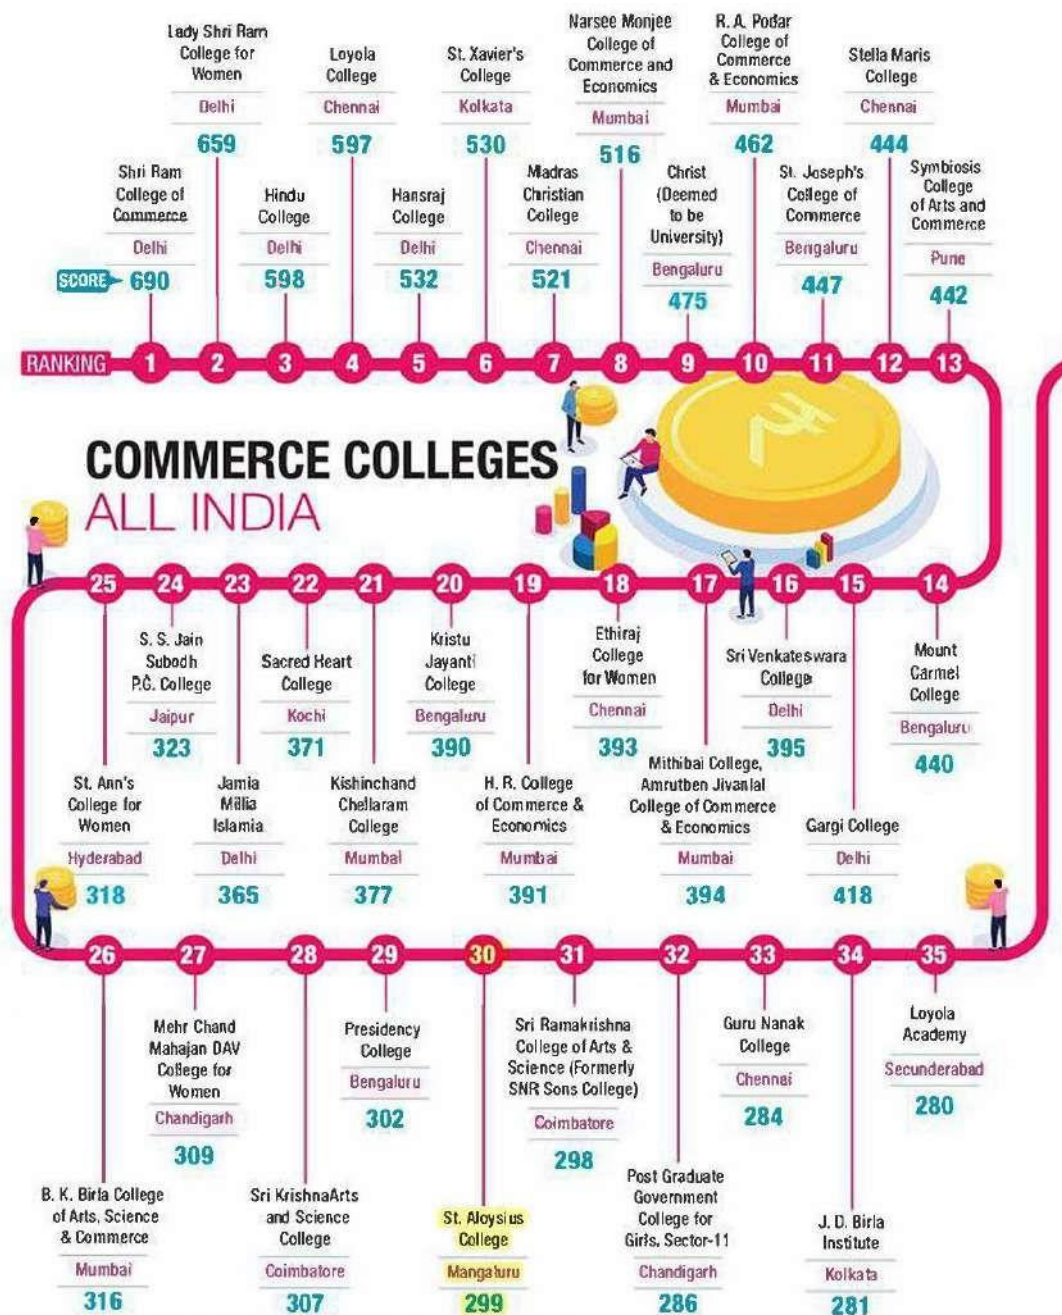 Lady Shri Ram
College for
Women
Delhi
659
Loyola
College
Chennai
597
St. Xavier's
College
Kolkata
530
Narsee Monjee
College of
Commerce and
Economics
Mumbai
516
R. A. Podar
College of
Commerce
& Economics
Mumbai
462
Stella Maris
College
Chennai
444
Shri Ram
College of
Commerce
Delhi
SCORE 690
Hindu
College
Delhi
598
Hansraj
College
Delhi
532
Madras
Christian
College
Chennai
521
Christ
(Deemed
to be
University)
Bengaluru
475
St. Joseph's
College of
Commerce
Bengaluru
447
Symbiosis
College
of Arts and
Commerce
Pune
442
RANKING 1 2 3 4 5 6 7 8 9 10 11 12 13
COMMERCE COLLEGES
ALL INDIA
25 24 23 22 21 20 19 18 17 16 15 14
S. S. Jain
Subodh
P.G. College
Jaipur
323
Sacred Heart
College
Kochi
371
Kristu
Jayanti
College
Bengaluru
390
Ethiraj
College
for Women
Chennai
393
Sri Venkateswara
College
Delhi
395
Mount
Carmel
College
Bengaluru
440
St. Ann's
College for
Women
Hyderabad
318
Jamia
Millia
Islamia
Delhi
365
Kishinchand
Chellaram
College
Mumbai
377
H. R. College
of Commerce &
Economics
Mumbai
391
Mithibai College,
Amrutben Jivanlal
College of Commerce
& Economics
Mumbai
394
Gargi College
Delhi
418
26 27 28 29 30 31 32 33 34 35
Mehr Chand
Mahajan DAV
College for
Women
Chandigarh
309
Presidency
College
Bengaluru
302
Sri Ramakrishna
College of Arts &
Science (Formerly
SNR Sons College)
Coimbatore
298
Guru Nanak
College
Chennai
284
Loyola
Academy
Secunderabad
280
B. K. Birla College
of Arts, Science
& Commerce
Mumbai
316
Sri KrishnaArts
and Science
College
Coimbatore
307
St. Aloysius
College
Mangaluru
299
Post Graduate
Government
College for
Girls, Sector-11
Chandigarh
286
J. D. Birla
Institute
Kolkata
281